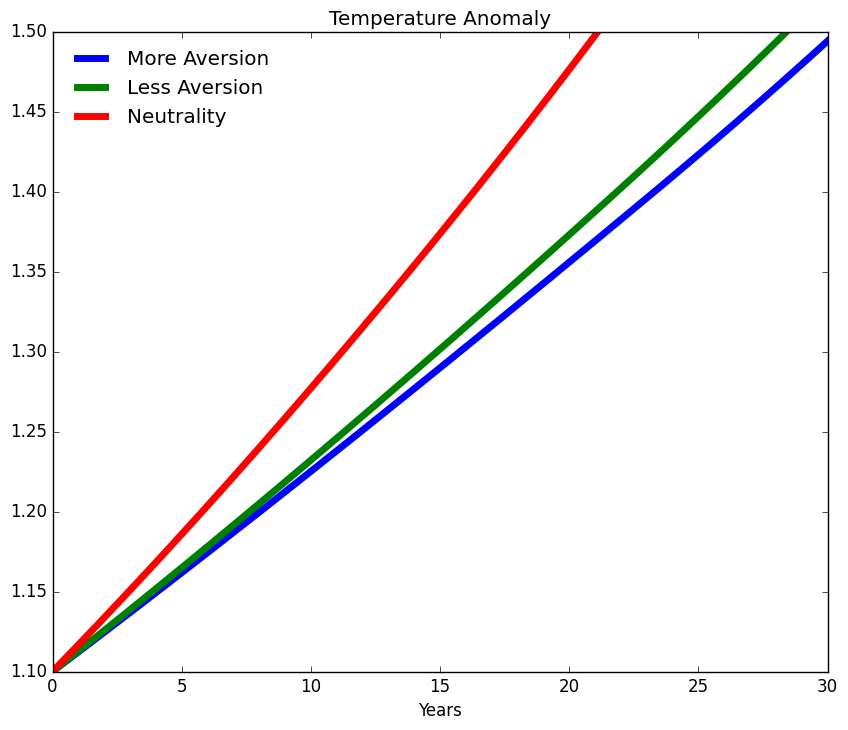 Temperature Anomaly
1.50
1.45
1.40
1.35
1.30
1.25
1.20
1.15
1.10
More Aversion
Less Aversion
Neutrality
0 5 10 15 20 25 30
Years